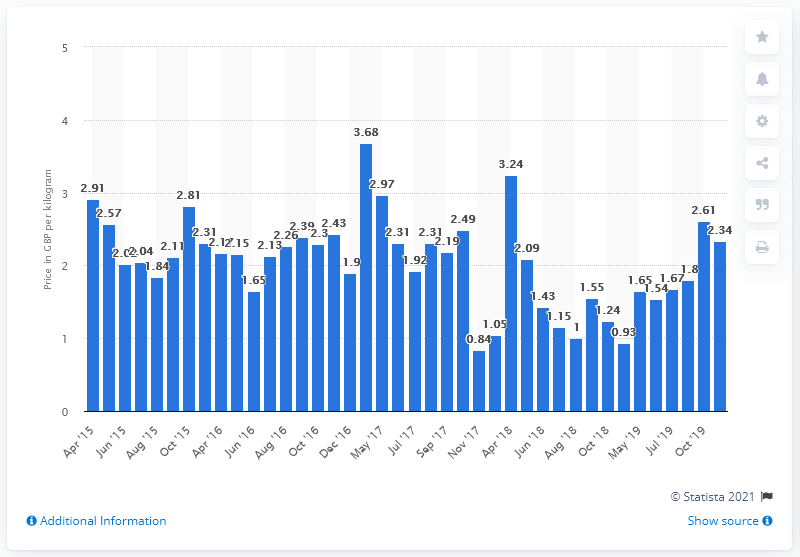 5
4
3
2
1
0
Price in GBP per kilogram
2.91
2.57
2.04
1.84
2.11
2.81
2.31
2.15
1.65
2.13
2.26
2.39
2.3
2.43
1.9
3.68
2.97
2.31
1.92
2.31
2.19
2.49
0.84
1.05
3.24
2.09
1.43
1.15
1
1.55
1.24
0.93
1.65
1.54
1.67
1.8
2.61
2.34
Apr '15
Jun '15
Aug '15
Oct '15
Apr '16
Jun '16
Aug '16
Oct '16
Dec '16
May '17
Jul '17
Sep '17
Nov '17
Apr '18
Jun '18
Aug '18
Oct '18
May '19
Jul '19
Oct '19
© Statista 2021
Additional Information
Show source